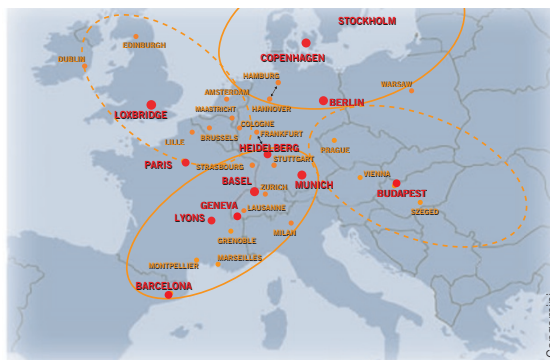 STOCKHOLM
EDINBURGH
COPENHAGEN
DUBLIN
HAMBURG
WARSAW
AMSTERDAM
BERLIN
MAASTRICHT
HANNOVER
LOXBRIDGE
COLOGNE
LILLE
BRUSSELS
FRANKFURT
HEIDELBERG
PRAGUE
PARIS
STRASBOURG
STUTTGART
VIENNA
BASEL
MUNICH
ZURICH
BUDAPEST
GENEVA
LAUSANNE
SZEGED
LYONS
GRENOBLE
MILAN
MONTPELLIER
MARSEILLES
BARCELONA